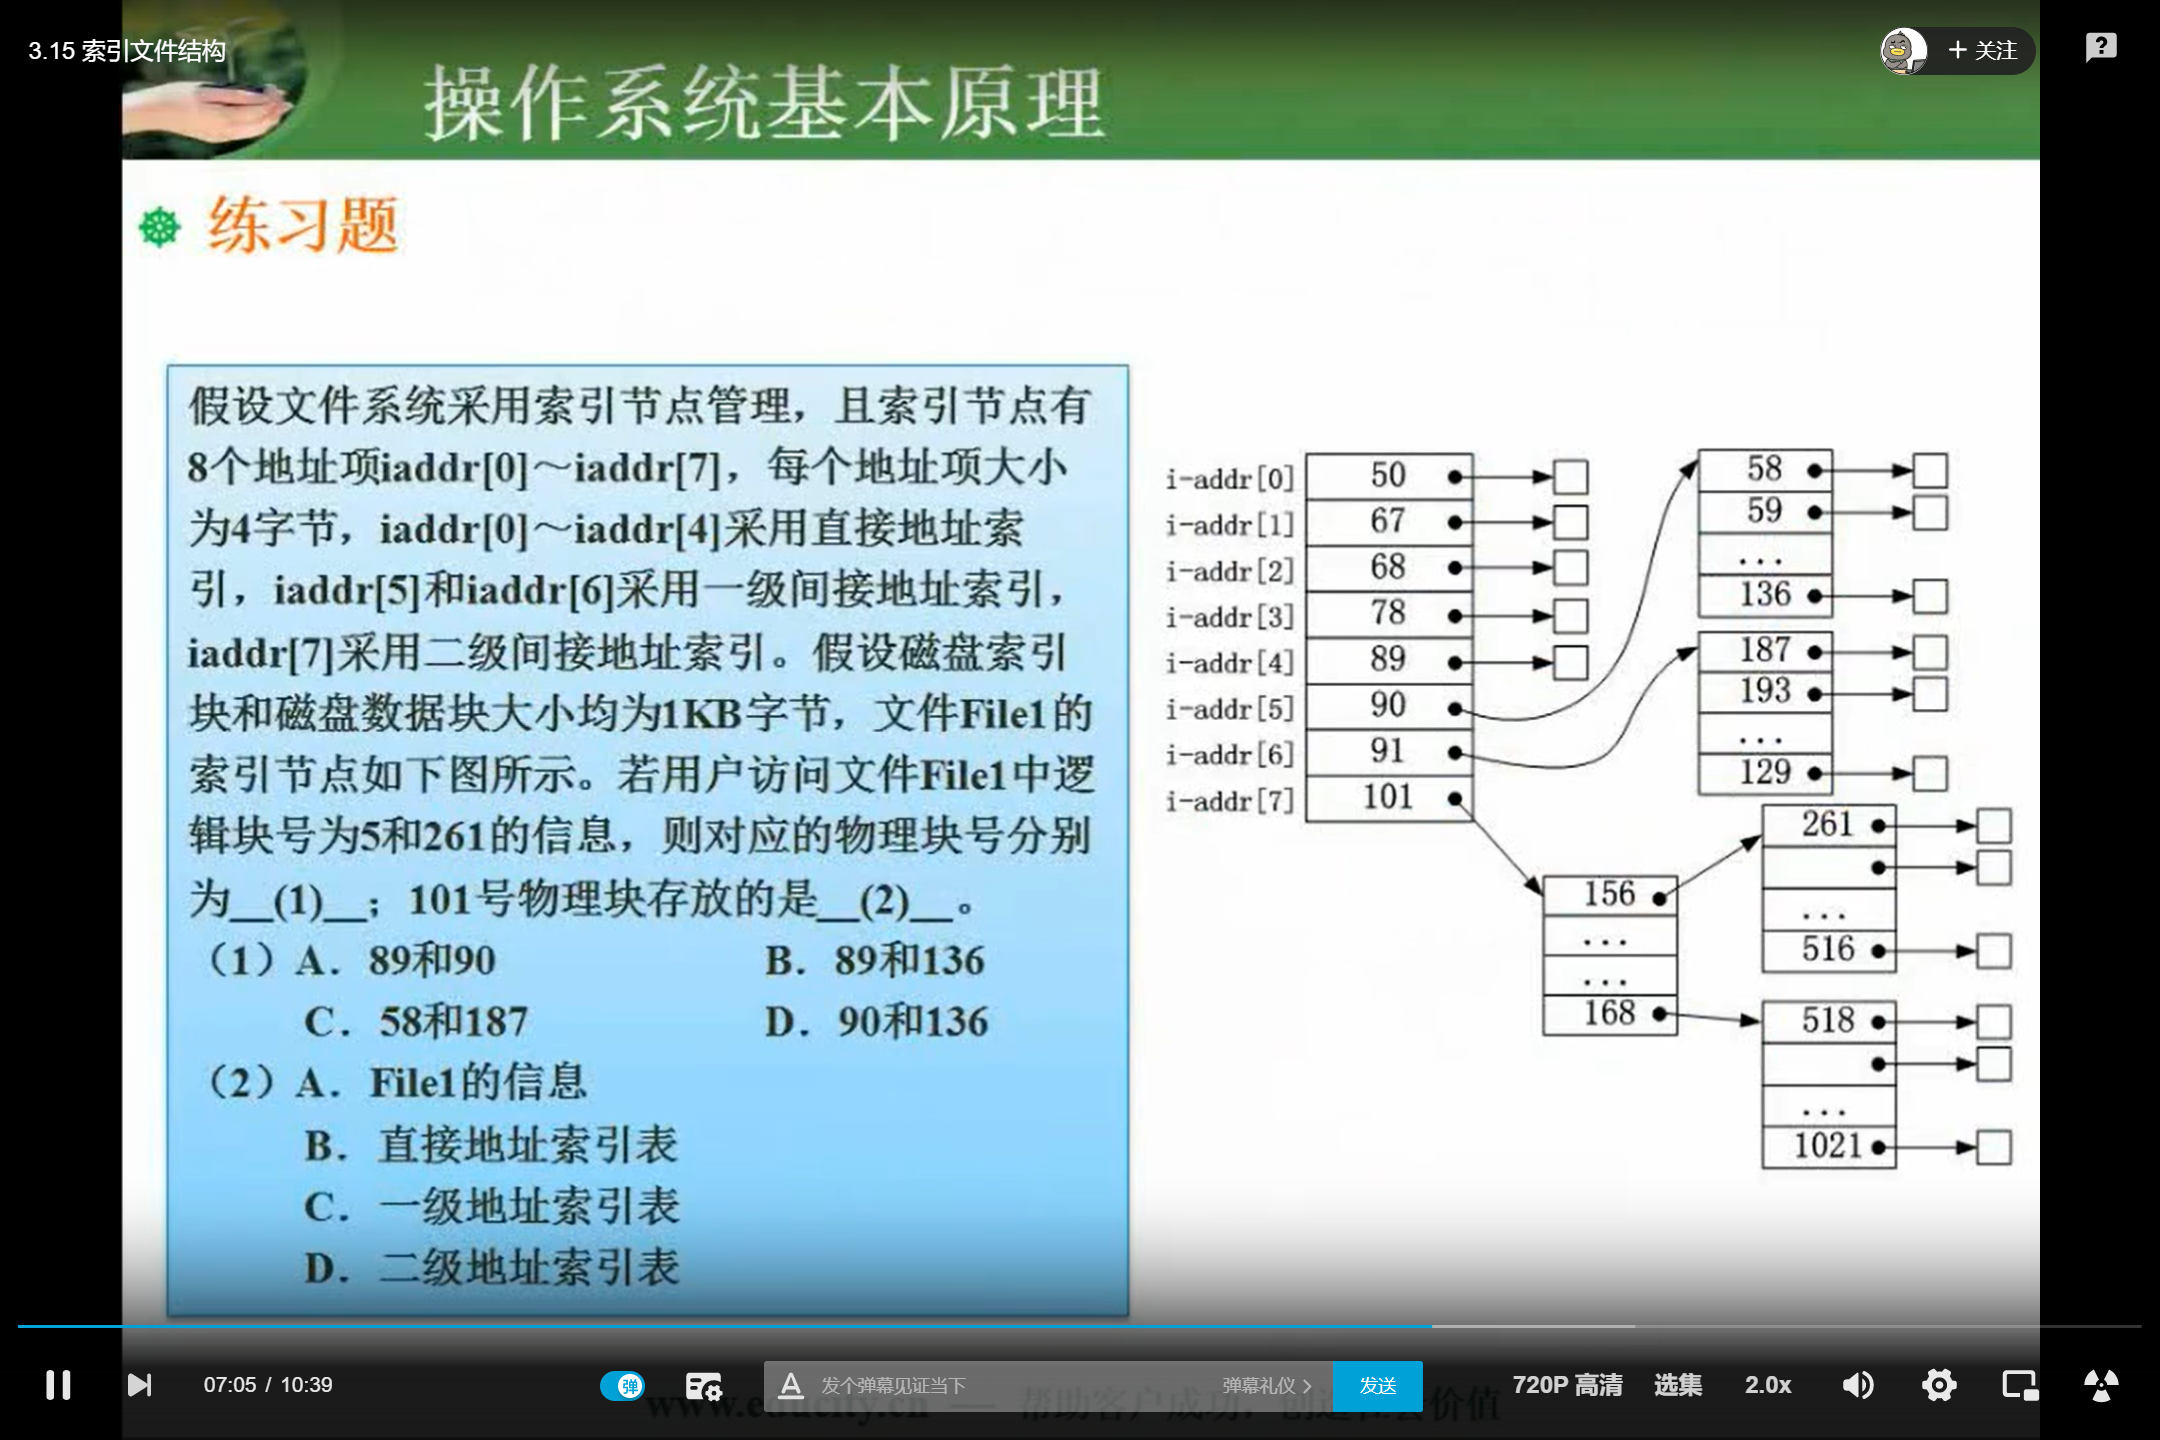 3.15 索引文件结构
+ 关注
操作系统基本原理
练习题
假设文件系统采用索引节点管理，且索引节点有
8个地址项iaddr[0]～iaddr[7]，每个地址项大小
为4字节，iaddr[0]～iaddr[4]采用直接地址索
引，iaddr[5]和iaddr[6]采用一级间接地址索引，
iaddr[7]采用二级间接地址索引。假设磁盘索引
块和磁盘数据块大小均为1KB字节，文件File1的
索引节点如下图所示。若用户访问文件File1中逻
辑块号为5和261的信息，则对应的物理块号分别
为__(1)__；101号物理块存放的是__(2)__。
（1）A．89和90 B．89和136
C．58和187 D．90和136
（2）A．File1的信息
B．直接地址索引表
C．一级地址索引表
D．二级地址索引表
i-addr[0] 50
i-addr[1] 67
i-addr[2] 68
i-addr[3] 78
i-addr[4] 89
i-addr[5] 90
i-addr[6] 91
i-addr[7] 101
58
59
...
136
187
193
...
129
156
...
...
168
261
...
516
518
...
1021
07:05 / 10:39
弹
A 发个弹幕见证当下 弹幕礼仪 > 发送
720P 高清 选集 2.0x
www.educity.cn — 帮助客户成功，创造社会价值